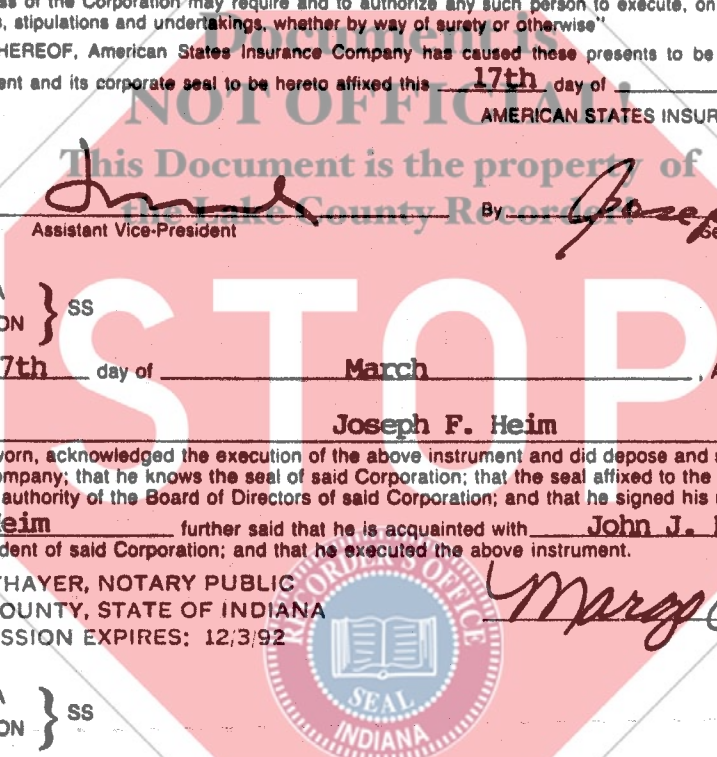 ss of the Corporation may require and to authorize any such person to execute, on
s, stipulations and undertakings, whether by way of surety or otherwise"
Document is
HEREOF, American States Insurance Company has caused these presents to be
ent and its corporate seal to be hereto affixed this 17th day of
NOT OFFICIAL!
AMERICAN STATES INSUR
This Document is the property of
the Lake County Recorder!
By Josep
Assistant Vice-President Se
A
ON } SS
STOP
7th day of March , A
Joseph F. Heim
vorn, acknowledged the execution of the above instrument and did depose and s
ompany; that he knows the seal of said Corporation; that the seal affixed to the
authority of the Board of Directors of said Corporation; and that he signed his
eim further said that he is acquainted with John J.
dent of said Corporation; and that he executed the above instrument.
THAYER, NOTARY PUBLIC
OUNTY, STATE OF INDIANA
SSION EXPIRES: 12/3/92
Margo
RECORDER'S OFFICE
SEAL
INDIANA
A
ON } SS